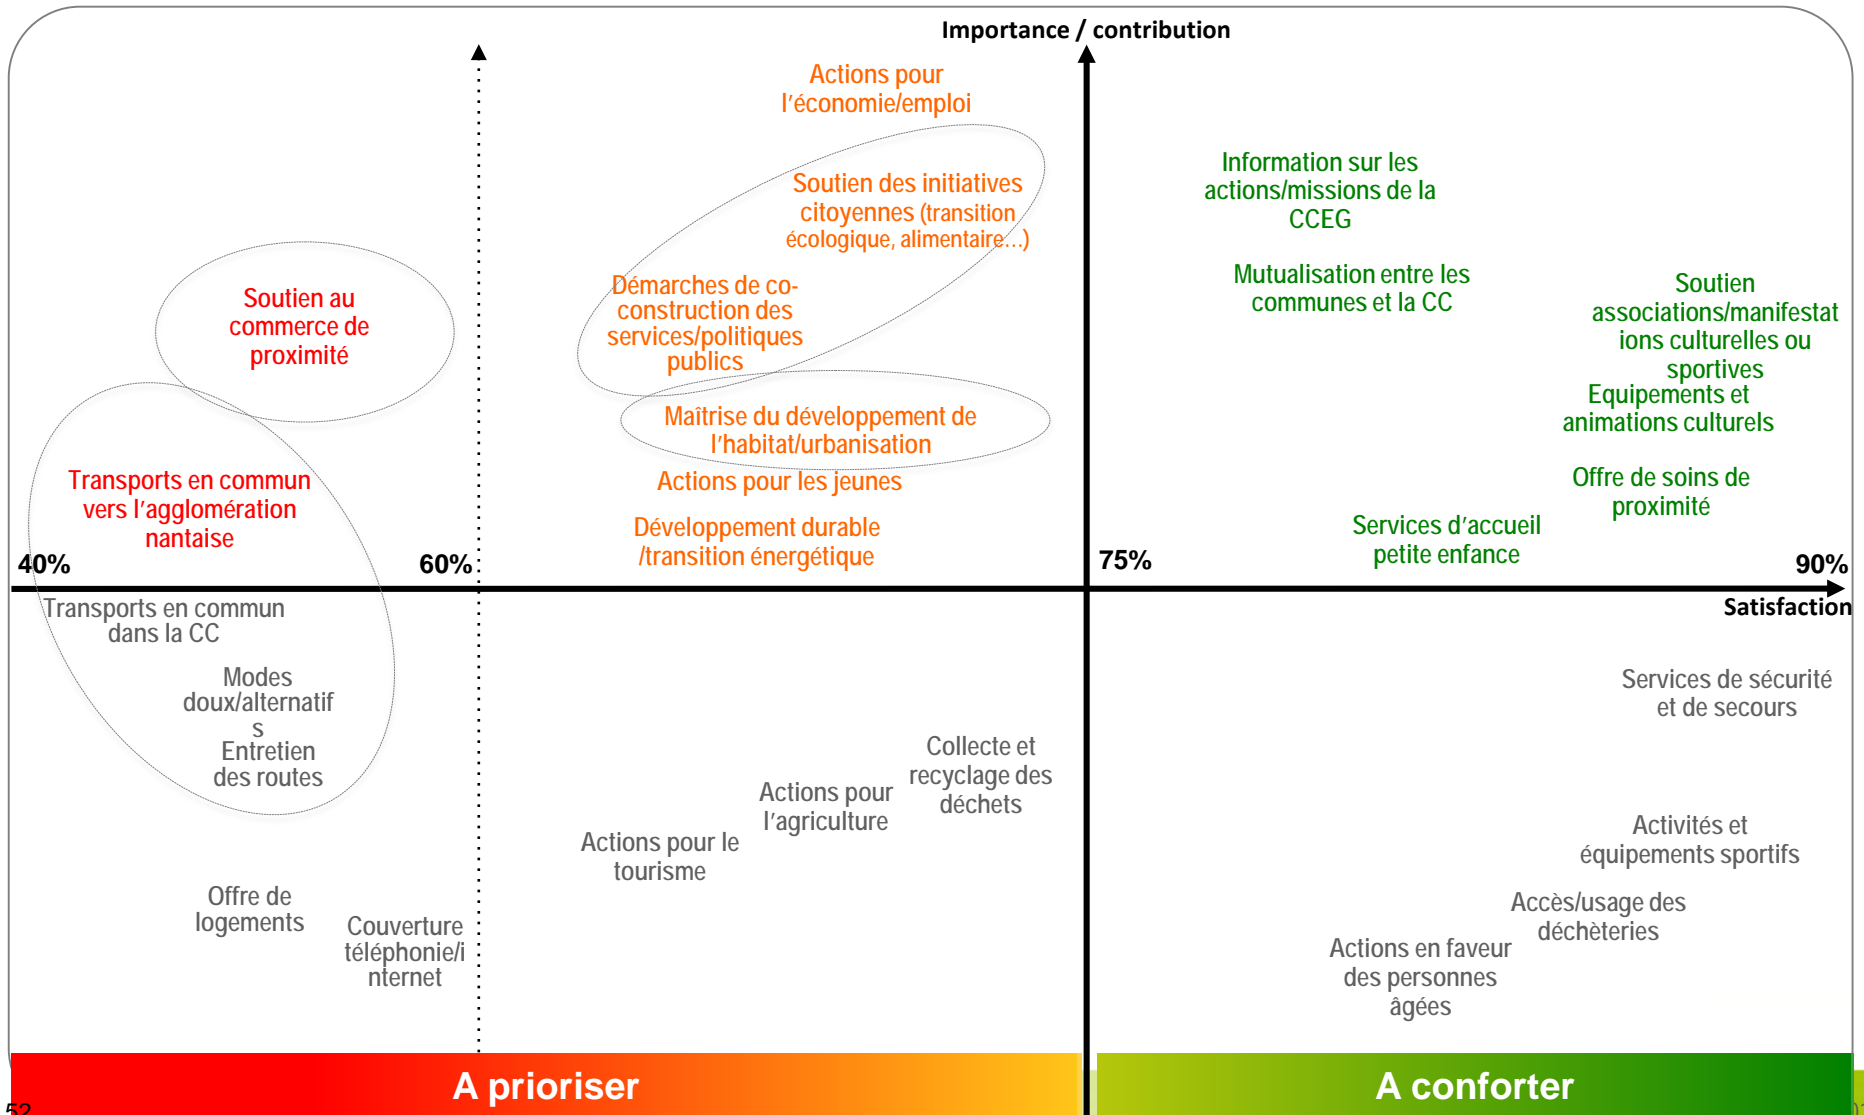 Importance / contribution
Actions pour
l'économie/emploi
Soutien des initiatives
citoyennes (transition
écologique, alimentaire…)
Démarches de co-
construction des
services/politiques
publics
Maîtrise du développement de
l'habitat/urbanisation
Actions pour les jeunes
Développement durable
/transition énergétique
Soutien au
commerce de
proximité
Transports en commun
vers l'agglomération
nantaise
Information sur les
actions/missions de la
CCEG
Mutualisation entre les
communes et la CC
Soutien
associations/manifestat
ions culturelles ou
sportives
Equipements et
animations culturels
Offre de soins de
proximité
Services d'accueil
petite enfance
40%
60%
75%
90%
Satisfaction
Transports en commun
dans la CC
Modes
doux/alternatif
s
Entretien
des routes
Offre de
logements
Couverture
téléphonie/i
nternet
Actions pour le
tourisme
Actions pour
l'agriculture
Collecte et
recyclage des
déchets
Services de sécurité
et de secours
Activités et
équipements sportifs
Accès/usage des
déchèteries
Actions en faveur
des personnes
âgées
A prioriser
A conforter
52